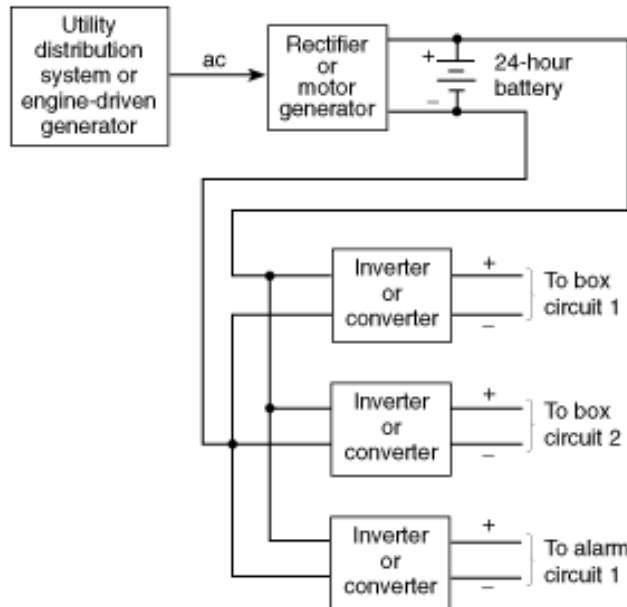 Utility
distribution
system or
engine-driven
generator
ac
Rectifier
or
motor
generator
+
–
24-hour
battery
Inverter
or
converter
+
–
To box
circuit 1
Inverter
or
converter
+
–
To box
circuit 2
Inverter
or
converter
+
–
To alarm
circuit 1